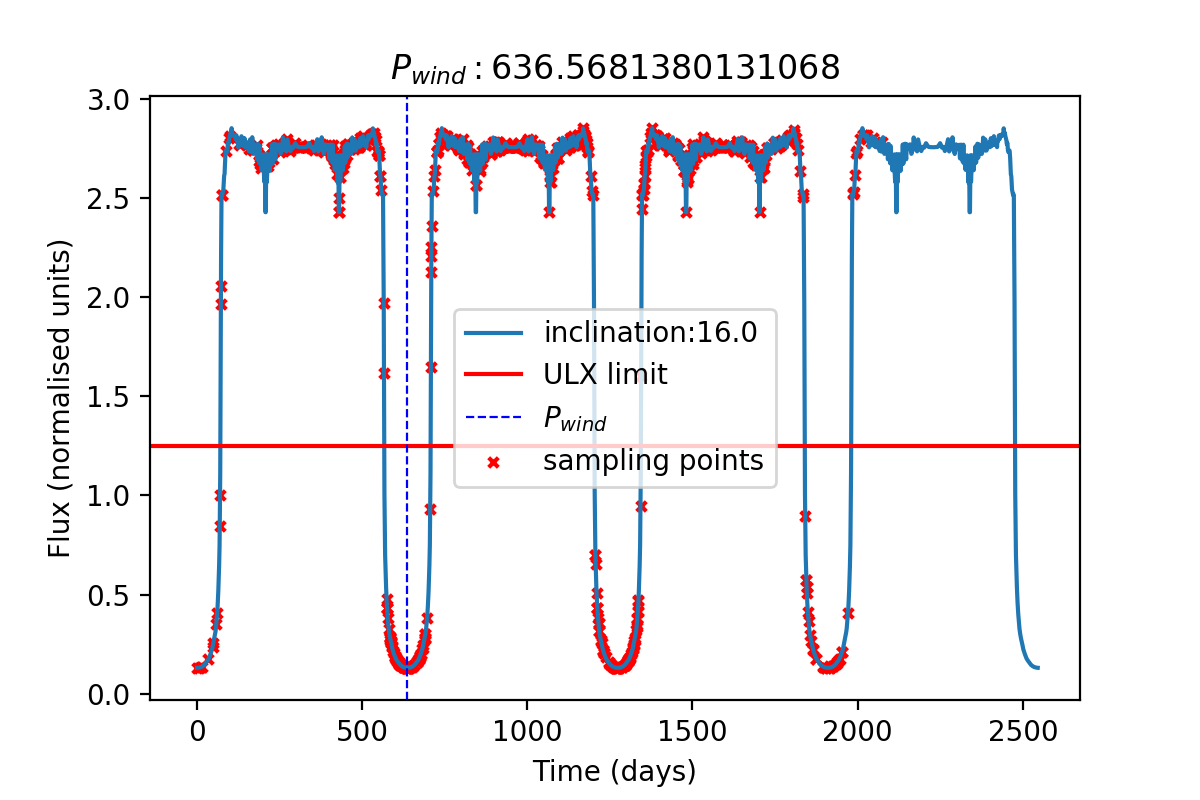 P_wind : 636.5681380131068
3.0
2.5
2.0
1.5
1.0
0.5
0.0
Flux (normalised units)
inclination:16.0
ULX limit
P_wind
sampling points
0 500 1000 1500 2000 2500
Time (days)